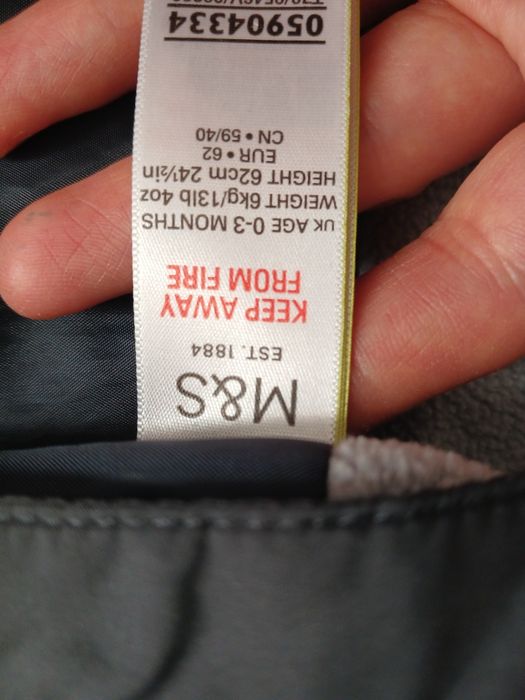 M&S
EST. 1884
KEEP AWAY
FROM FIRE
UK AGE 0-3 MONTHS
WEIGHT 6kg/13lb 4oz
HEIGHT 62cm 24½in
EUR • 62
CN • 59/40
05904334